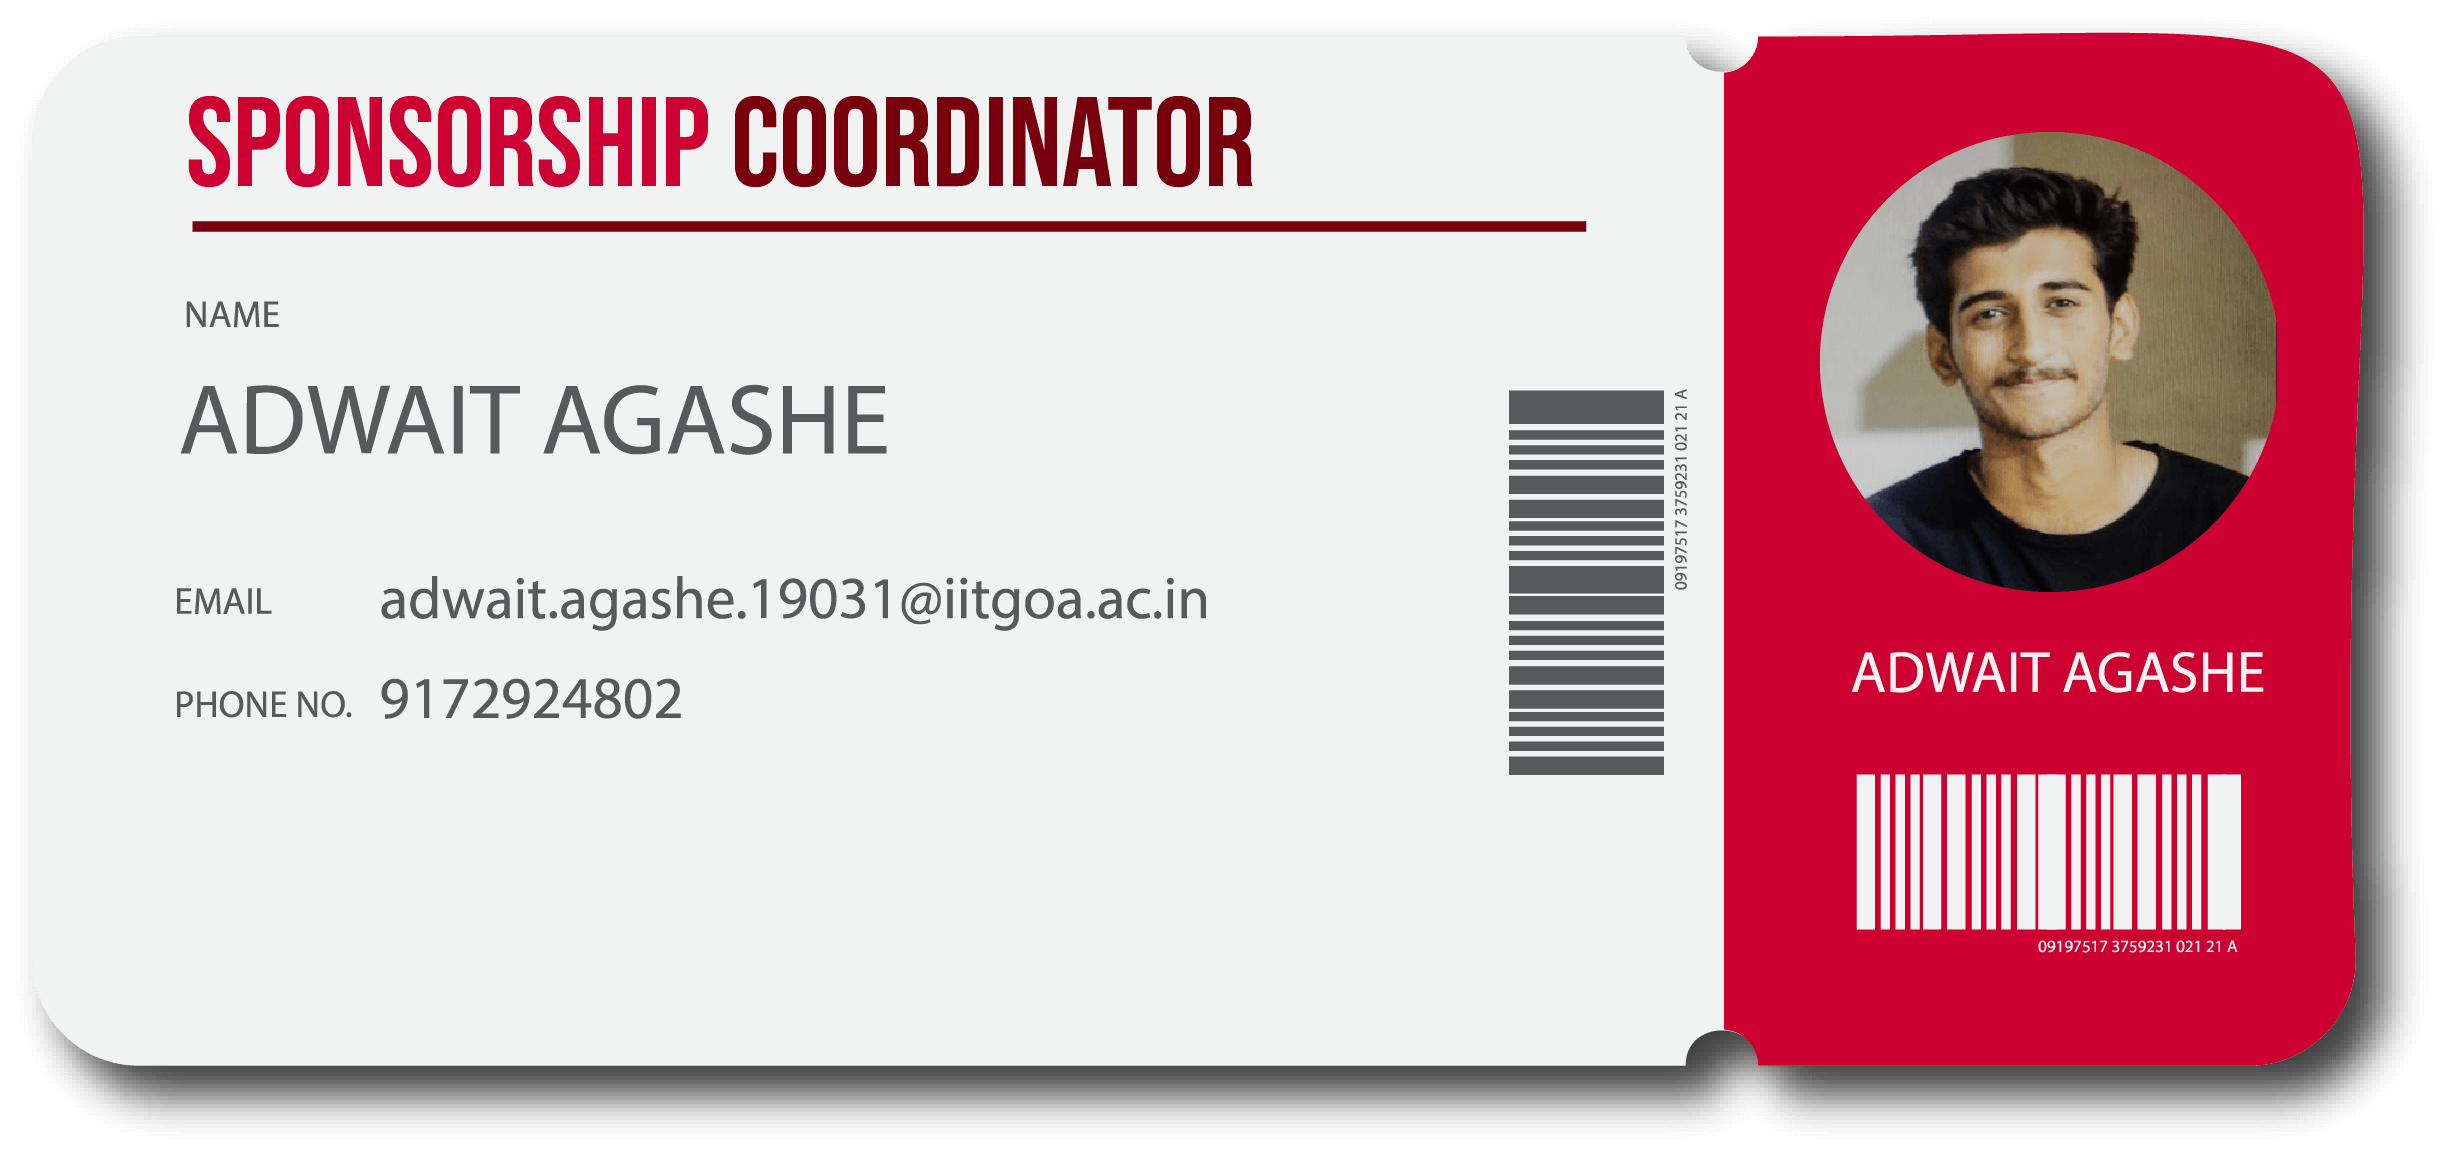 SPONSORSHIP COORDINATOR
NAME
ADWAIT AGASHE
EMAIL adwait.agashe.19031@iitgoa.ac.in
PHONE NO. 9172924802
09197517 3759231 021 21 A
ADWAIT AGASHE
09197517 3759231 021 21 A